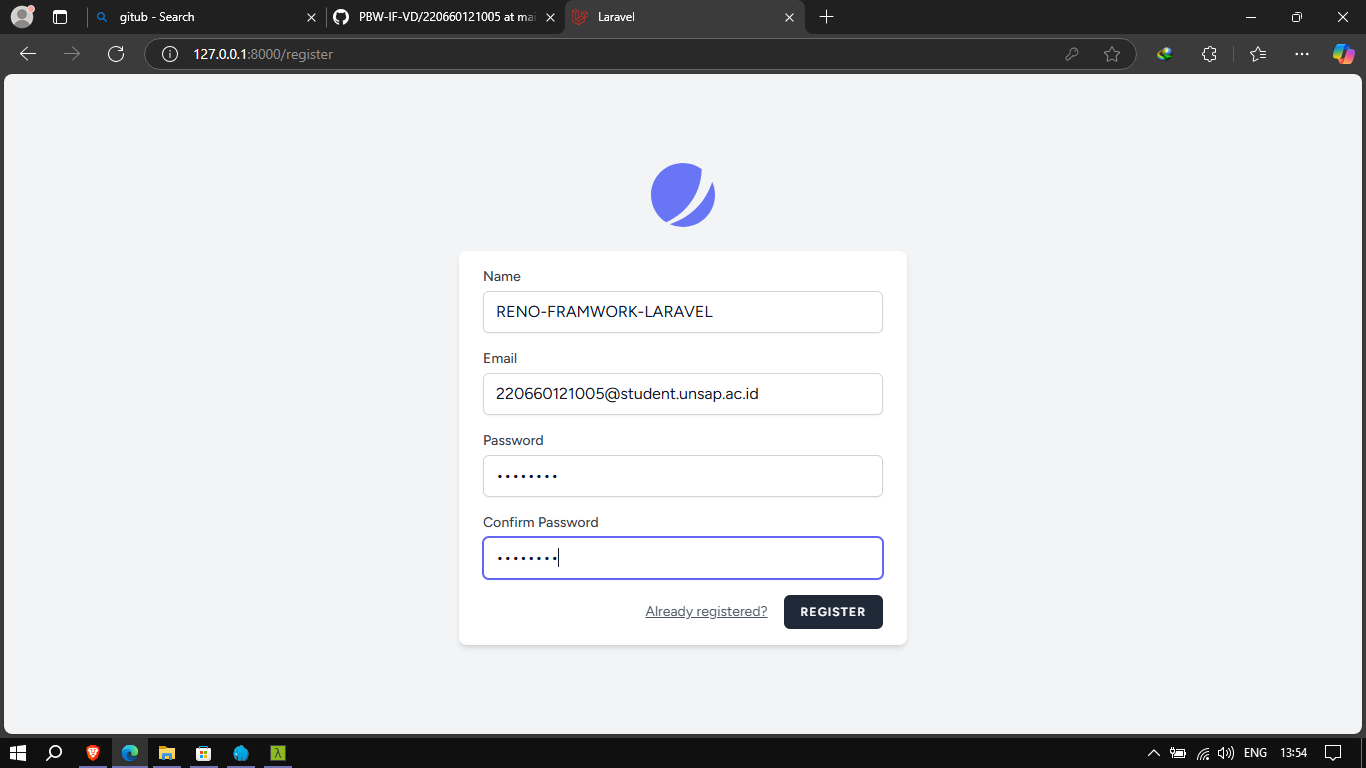 gitub - Search
PBW-IF-VD/220660121005 at mai
Laravel
127.0.0.1:8000/register
Name
RENO-FRAMWORK-LARAVEL
Email
220660121005@student.unsap.ac.id
Password
••••••••
Confirm Password
••••••••
Already registered?
REGISTER
ENG
13:54